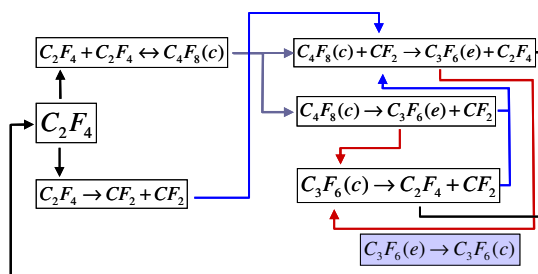 C₂F₄ + C₂F₄ ↔ C₄F₈(c)
C₄F₈(c) + CF₂ → C₃F₆(e) + C₂F₄
C₄F₈(c) → C₃F₆(e) + CF₂
C₂F₄
C₂F₄ → CF₂ + CF₂
C₃F₆(c) → C₂F₄ + CF₂
C₃F₆(e) → C₃F₆(c)